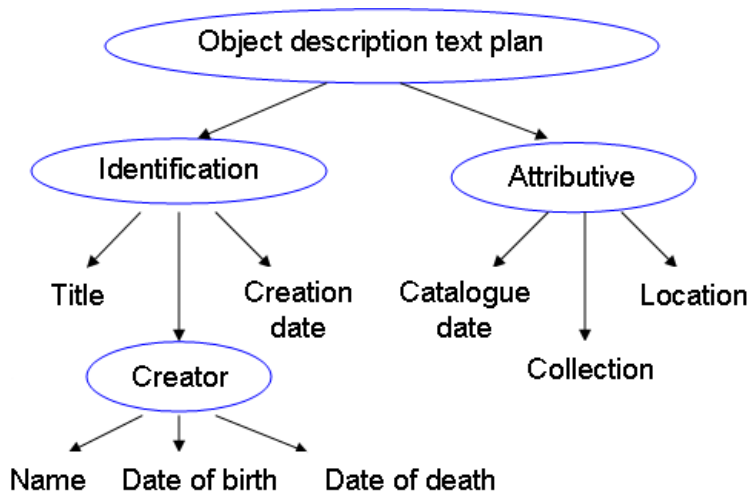 Object description text plan
Identification
Attributive
Title
Creation
date
Catalogue
date
Location
Collection
Creator
Name
Date of birth
Date of death